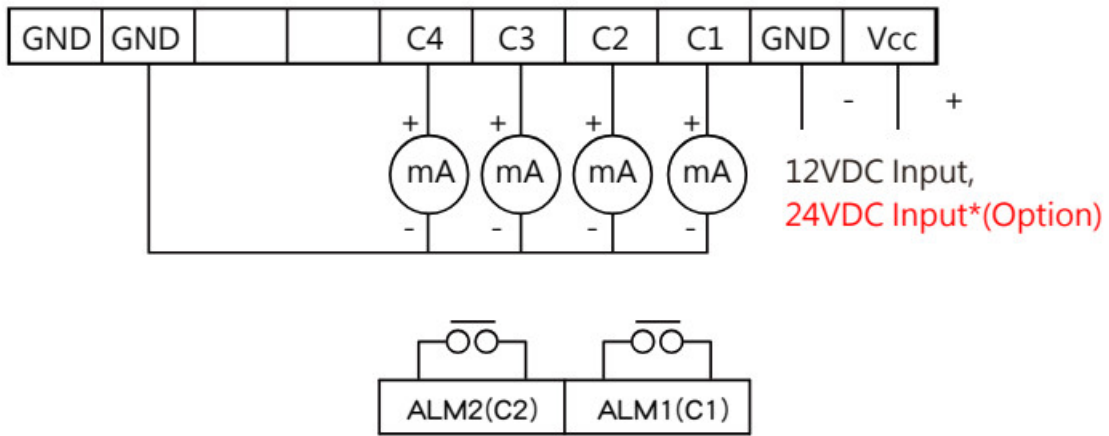 GND GND C4 C3 C2 C1 GND Vcc
- +
+ + + +
mA mA mA mA
12VDC Input,
24VDC Input*(Option)
- - - -
ALM2(C2) ALM1(C1)